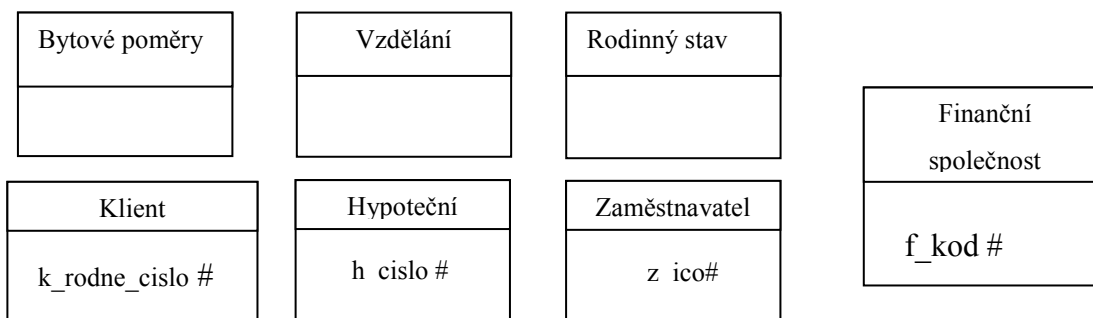 Bytové poměry
Vzdělání
Rodinný stav
Finanční
společnost
f_kod #
Klient
k_rodne_cislo #
Hypoteční
h cislo #
Zaměstnavatel
z ico#